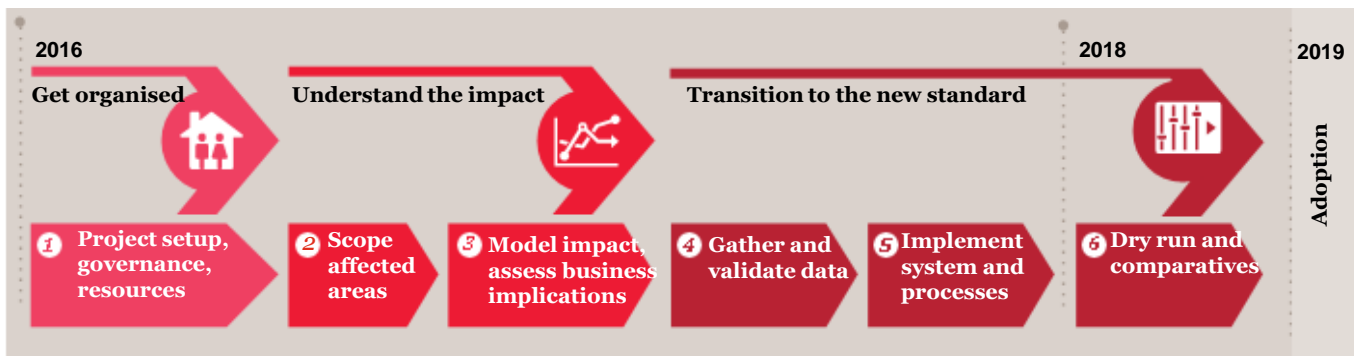 2016
2018
2019
Get organised
Understand the impact
Transition to the new standard
Adoption
1 Project setup,
governance,
resources
2 Scope
affected
areas
3 Model impact,
assess business
implications
4 Gather and
validate data
5 Implement
system and
processes
6 Dry run and
comparatives